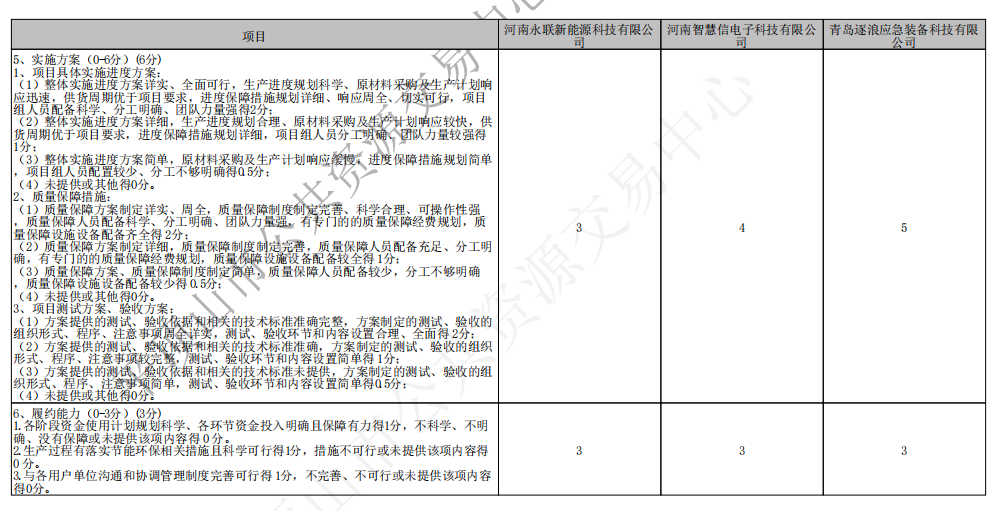 项目
河南永联新能源科技有限公
司
河南智慧信电子科技有限公
司
青岛逐浪应急装备科技有限
公司
5、实施方案（0-6分）(6分)
1、项目具体实施进度方案：
（1）整体实施进度方案详实、全面可行，生产进度规划科学、原材料采购及生产计划响
应迅速，供货周期优于项目要求，进度保障措施规划详细、响应周全、切实可行，项目
组人员配备科学、分工明确、团队力量强得2分；
（2）整体实施进度方案详细，生产进度规划合理、原材料采购及生产计划响应较快，供
货周期优于项目要求，进度保障措施规划详细，项目组人员分工明确、团队力量较强得
1分；
（3）整体实施进度方案简单，原材料采购及生产计划响应缓慢，进度保障措施规划简单
，项目组人员配置较少、分工不够明确得0.5分；
（4）未提供或其他得0分。
2、质量保障措施：
（1）质量保障方案制定详实、周全，质量保障制度制定完善、科学合理、可操作性强
，质量保障人员配备科学、分工明确、团队力量强，有专门的的质量保障经费规划，质
量保障设施设备配备齐全得 2分；
（2）质量保障方案制定详细，质量保障制度制定完善，质量保障人员配备充足、分工明
确，有专门的的质量保障经费规划，质量保障设施设备配备较全得 1分；
（3）质量保障方案、质量保障制度制定简单，质量保障人员配备较少，分工不够明确
，质量保障设施设备配备较少得 0.5分；
（4）未提供或其他得0分。
3、项目测试方案、验收方案：
（1）方案提供的测试、验收依据和相关的技术标准准确完整，方案制定的测试、验收的
组织形式、程序、注意事项周全详实，测试、验收环节和内容设置合理、全面得 2分；
（2）方案提供的测试、验收依据和相关的技术标准准确，方案制定的测试、验收的组织
形式、程序、注意事项较完整，测试、验收环节和内容设置简单得 1分；
（3）方案提供的测试、验收依据和相关的技术标准未提供，方案制定的测试、验收的组
织形式、程序、注意事项简单，测试、验收环节和内容设置简单得0.5分；
（4）未提供或其他得0分。
3
4
5
6、履约能力（0-3分）(3分)
1.各阶段资金使用计划规划科学、各环节资金投入明确且保障有力得1分，不科学、不明
确、没有保障或未提供该项内容得 0 分。
2.生产过程有落实节能环保相关措施且科学可行得1分，措施不可行或未提供该项内容得
0 分。
3.与各用户单位沟通和协调管理制度完善可行得 1分，不完善、不可行或未提供该项内容
得0分。
3
3
3